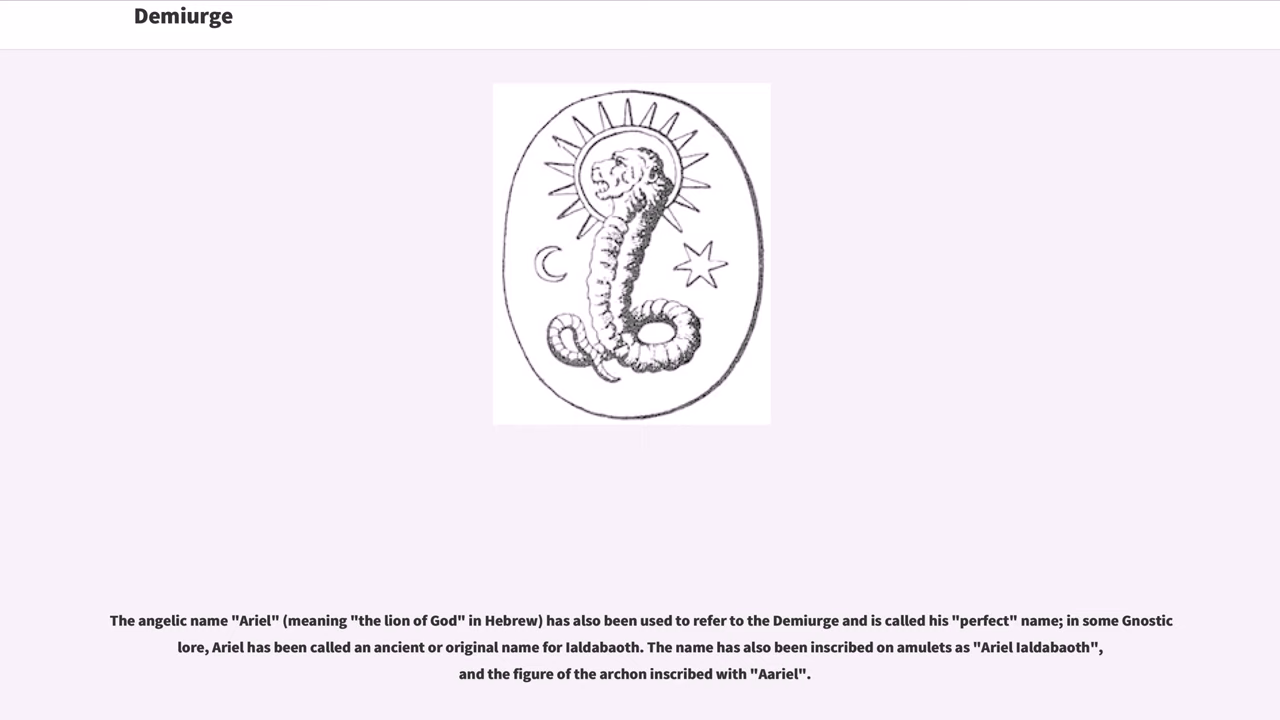 Demiurge
The angelic name "Ariel" (meaning "the lion of God" in Hebrew) has also been used to refer to the Demiurge and is called his "perfect" name; in some Gnostic
lore, Ariel has been called an ancient or original name for Ialdabaoth. The name has also been inscribed on amulets as "Ariel Ialdabaoth",
and the figure of the archon inscribed with "Aariel".